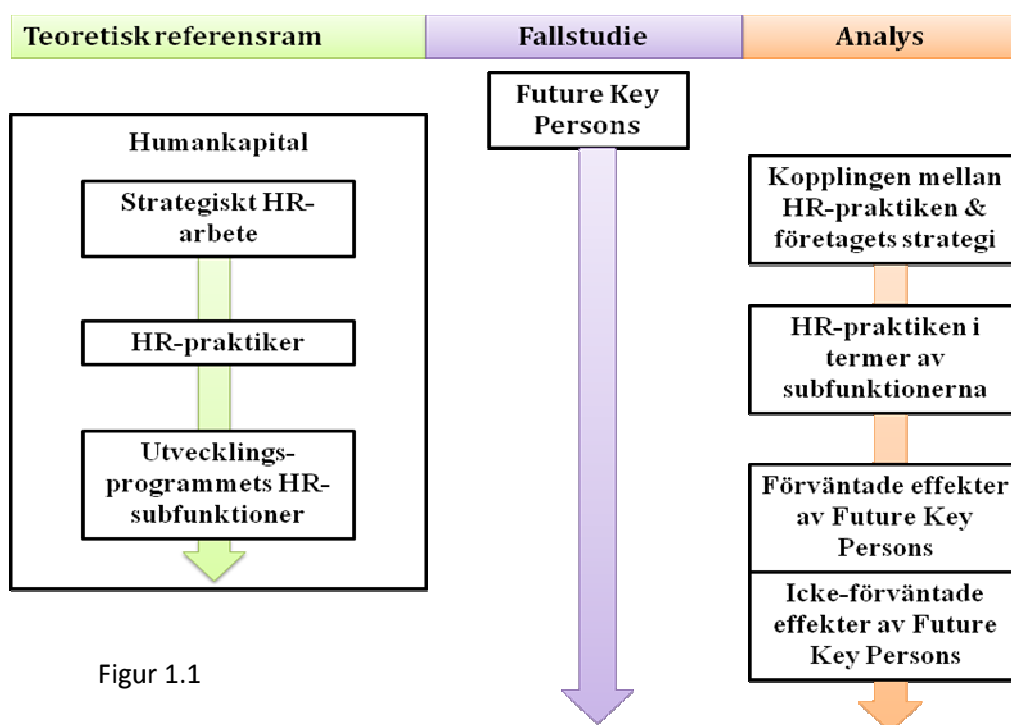 Teoretisk referensram
Fallstudie
Analys
Humankapital
Strategiskt HR-
arbete
HR-praktiker
Utvecklings-
programmets HR-
subfunktioner
Future Key
Persons
Kopplingen mellan
HR-praktiken &
företagets strategi
HR-praktiken i
termer av
subfunktionerna
Förväntade effekter
av Future Key
Persons
Icke-förväntade
effekter av Future
Key Persons
Figur 1.1